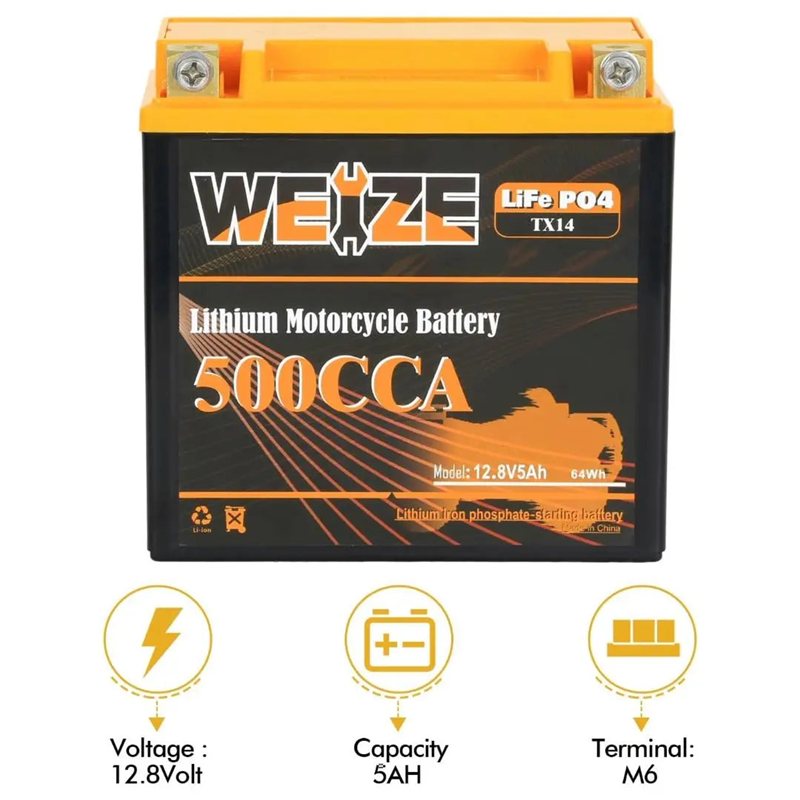 WEIZE
LiFe PO4
TX14
Lithium Motorcycle Battery
500CCA
Model: 12.8V5Ah 64Wh
Li-ion
Lithium iron phosphate-starting battery
Made in China
Voltage :
12.8Volt
Capacity
5AH
Terminal:
M6